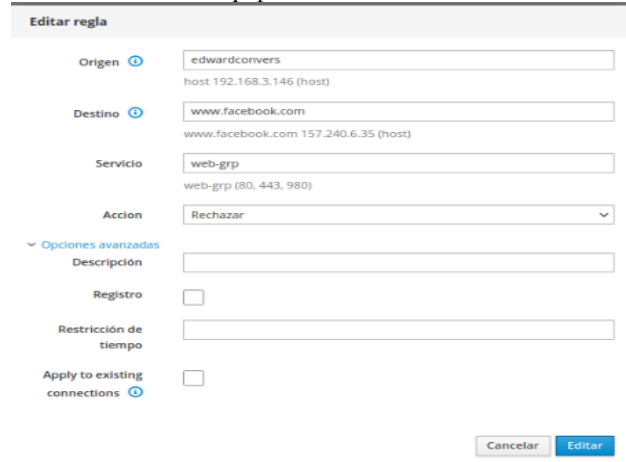 Editar regla
Origen
edwardconvers
host 192.168.3.146 (host)
Destino
www.facebook.com
www.facebook.com 157.240.6.35 (host)
Servicio
web-grp
web-grp (80, 443, 980)
Accion
Rechazar
Opciones avanzadas
Descripción
Registro
Restricción de
tiempo
Apply to existing
connections
Cancelar
Editar